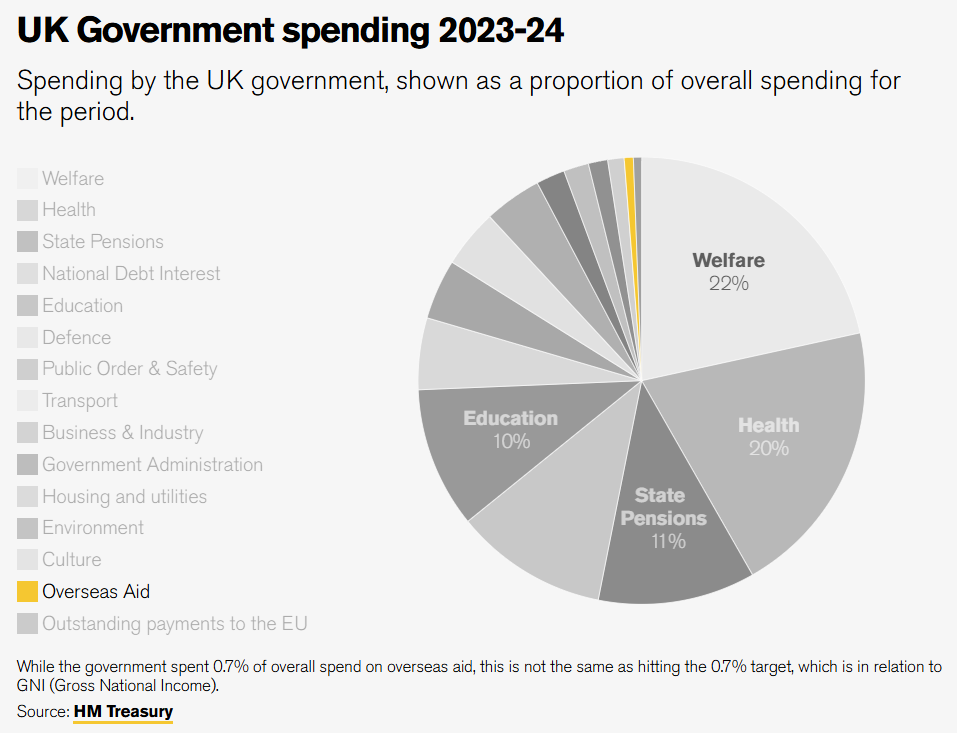 UK Government spending 2023-24
Spending by the UK government, shown as a proportion of overall spending for
the period.
Welfare
Health
State Pensions
National Debt Interest
Education
Defence
Public Order & Safety
Transport
Business & Industry
Government Administration
Housing and utilities
Environment
Culture
Overseas Aid
Outstanding payments to the EU
Welfare
22%
Health
20%
State
Pensions
11%
Education
10%
While the government spent 0.7% of overall spend on overseas aid, this is not the same as hitting the 0.7% target, which is in relation to
GNI (Gross National Income).
Source: HM Treasury